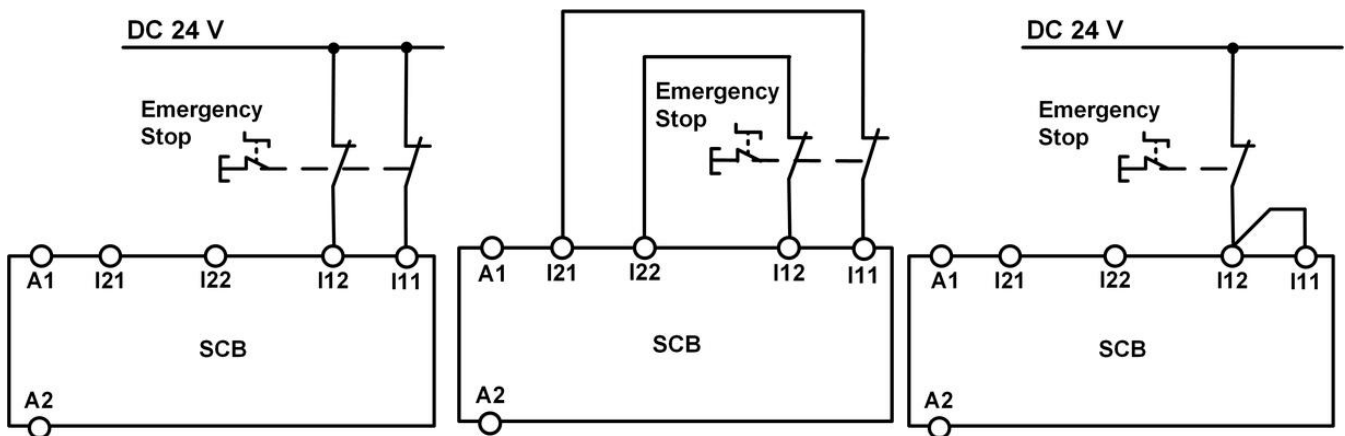 DC 24 V
Emergency
Stop
A1 I21 I22 I12 I11
SCB
A2
Emergency
Stop
A1 I21 I22 I12 I11
SCB
A2
DC 24 V
Emergency
Stop
A1 I21 I22 I12 I11
SCB
A2